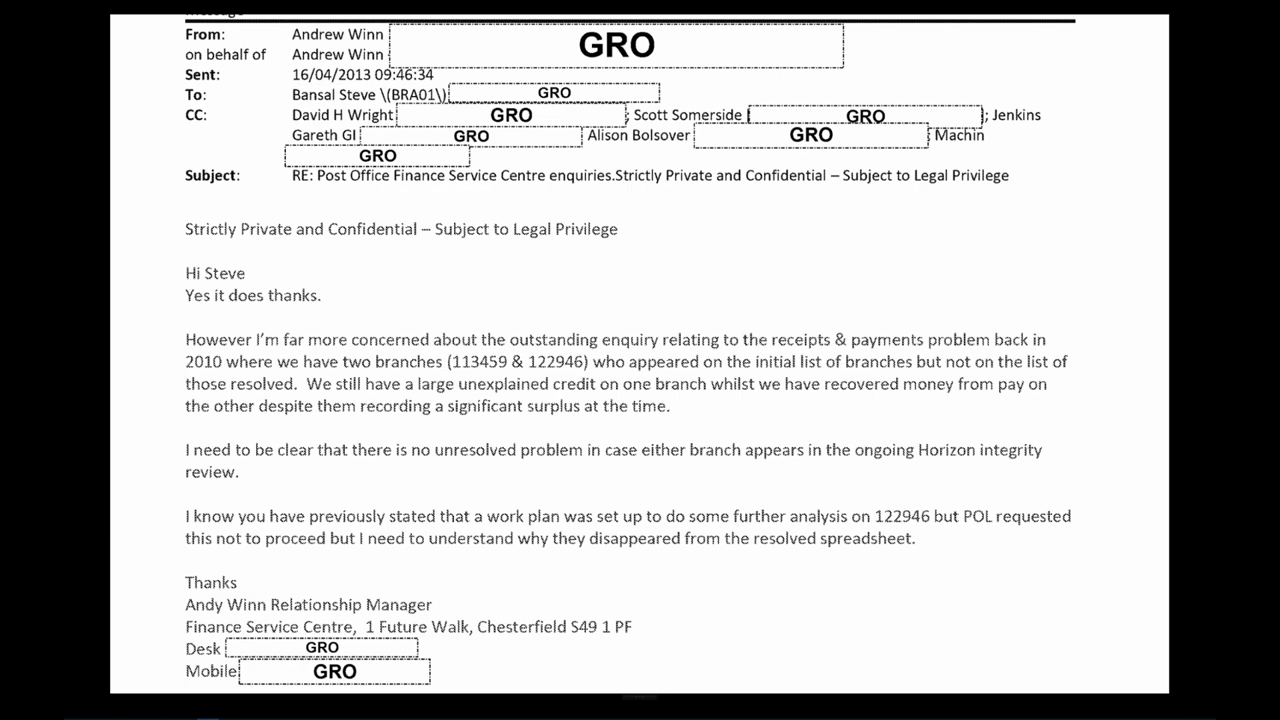 From: Andrew Winn GRO
on behalf of Andrew Winn
Sent: 16/04/2013 09:46:34
To: Bansal Steve \(BRA01\) GRO
CC: David H Wright GRO ; Scott Somerside [ GRO ]; Jenkins
Gareth GI GRO Alison Bolsover GRO ; Machin
GRO
Subject: RE: Post Office Finance Service Centre enquiries.Strictly Private and Confidential – Subject to Legal Privilege
Strictly Private and Confidential – Subject to Legal Privilege
Hi Steve
Yes it does thanks.
However I'm far more concerned about the outstanding enquiry relating to the receipts & payments problem back in
2010 where we have two branches (113459 & 122946) who appeared on the initial list of branches but not on the list of
those resolved. We still have a large unexplained credit on one branch whilst we have recovered money from pay on
the other despite them recording a significant surplus at the time.
I need to be clear that there is no unresolved problem in case either branch appears in the ongoing Horizon integrity
review.
I know you have previously stated that a work plan was set up to do some further analysis on 122946 but POL requested
this not to proceed but I need to understand why they disappeared from the resolved spreadsheet.
Thanks
Andy Winn Relationship Manager
Finance Service Centre, 1 Future Walk, Chesterfield S49 1 PF
Desk GRO
Mobile GRO